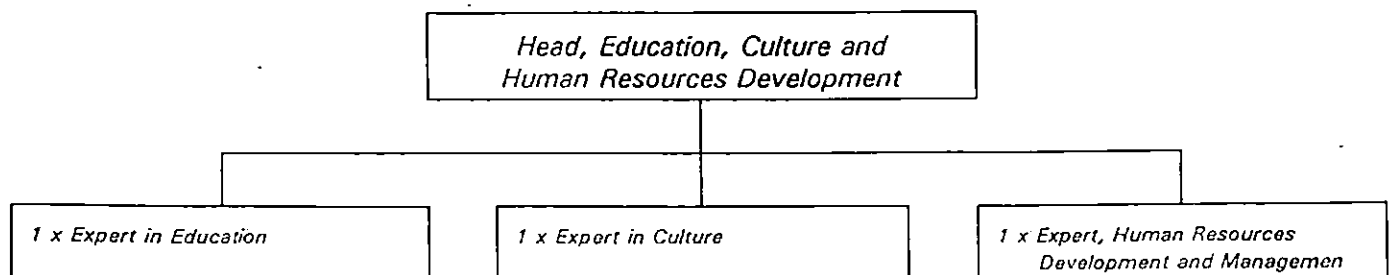 Head, Education, Culture and
Human Resources Development
1 x Expert in Education
1 x Expert in Culture
1 x Expert, Human Resources
Development and Managemen